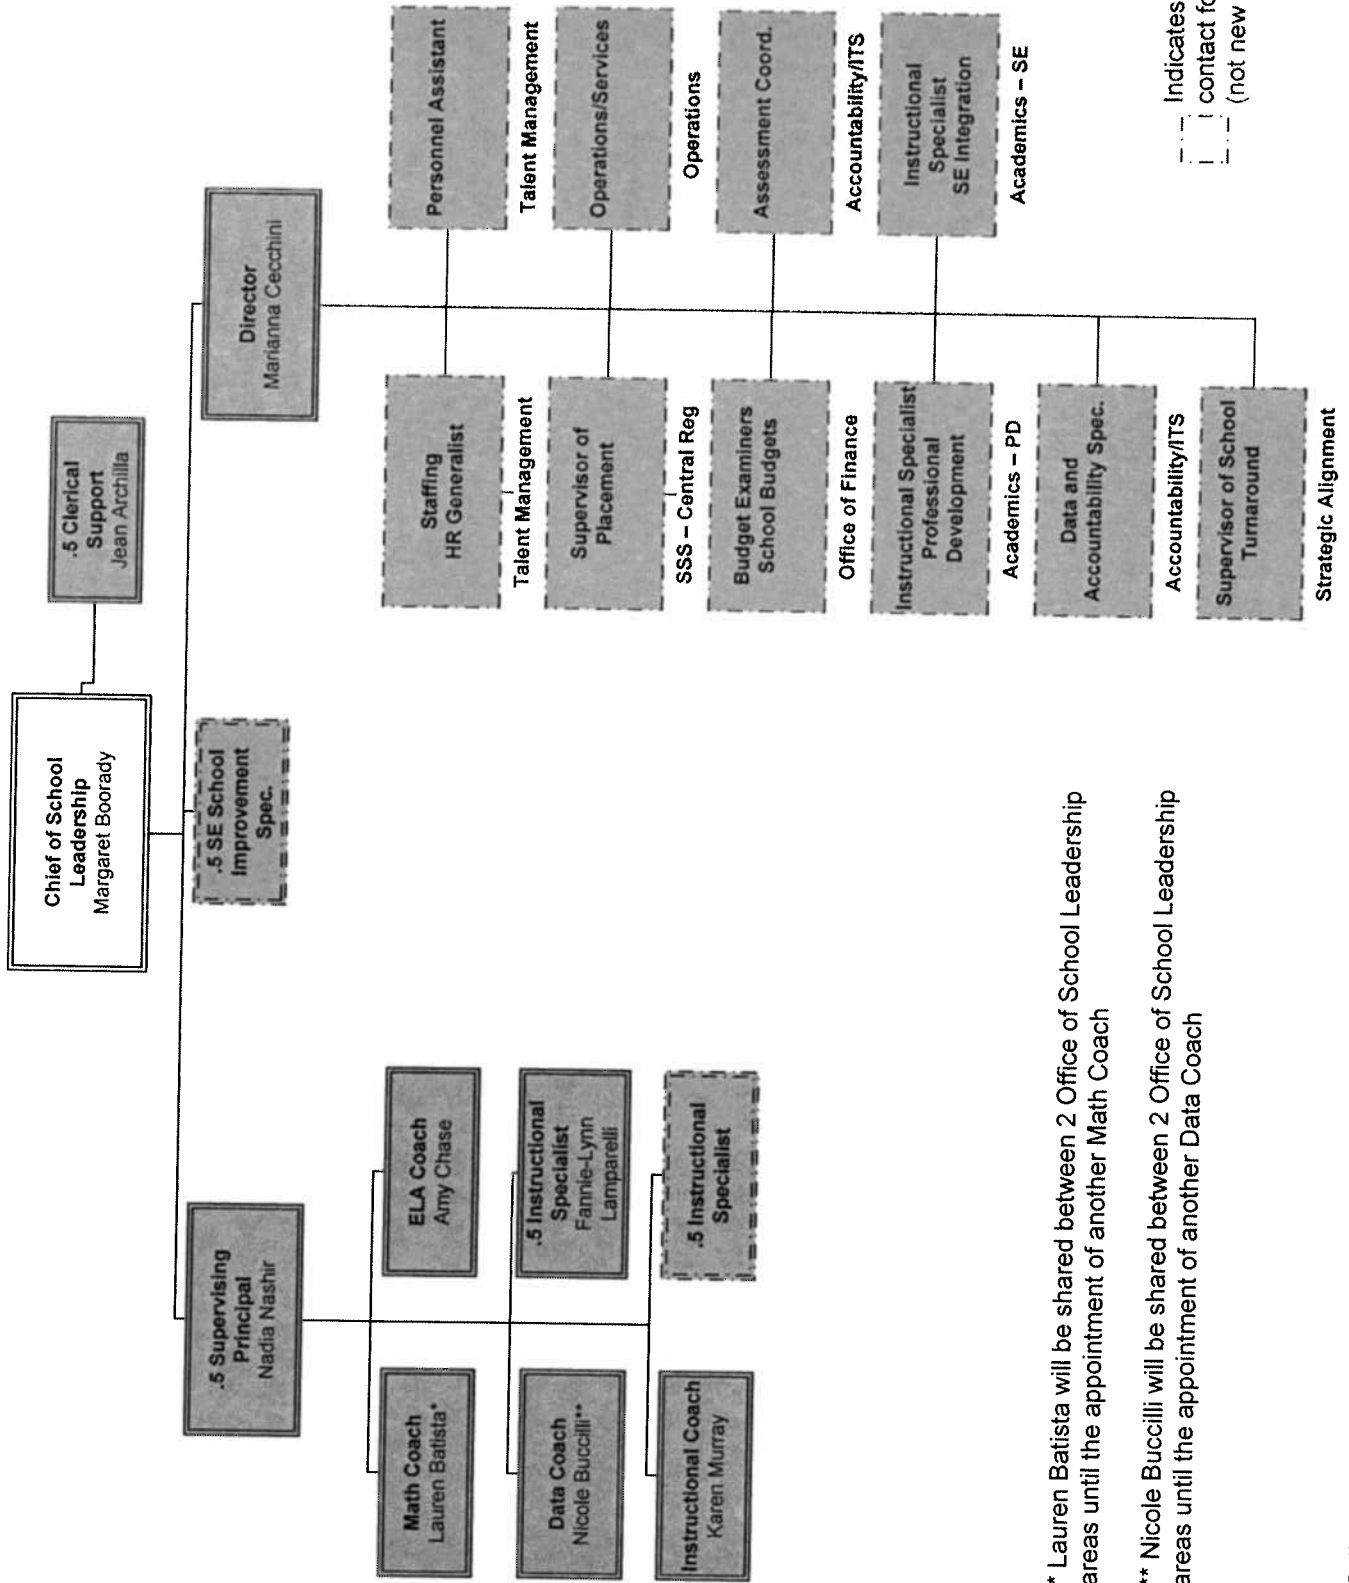 Chief of School
Leadership
Margaret Boorady
.5 Clerical
Support
Jean Archilla
.5 Supervising
Principal
Nadia Nashir
.5 SE School
Improvement
Spec.
Director
Marianna Cecchini
Math Coach
Lauren Batista*
ELA Coach
Amy Chase
Data Coach
Nicole Buccilli**
.5 Instructional
Specialist
Fannie-Lynn
Lamparelli
Instructional Coach
Karen Murray
.5 Instructional
Specialist
Staffing
HR Generalist
Talent Management
Personnel Assistant
Talent Management
Supervisor of
Placement
SSS – Central Reg
Operations/Services
Operations
Budget Examiners
School Budgets
Office of Finance
Assessment Coord.
Accountability/ITS
Instructional Specialist
Professional
Development
Academics – PD
Instructional
Specialist
SE Integration
Academics – SE
Data and
Accountability Spec.
Accountability/ITS
Supervisor of School
Turnaround
Strategic Alignment
* Lauren Batista will be shared between 2 Office of School Leadership
areas until the appointment of another Math Coach
** Nicole Buccilli will be shared between 2 Office of School Leadership
areas until the appointment of another Data Coach
Indicates
contact
(not new